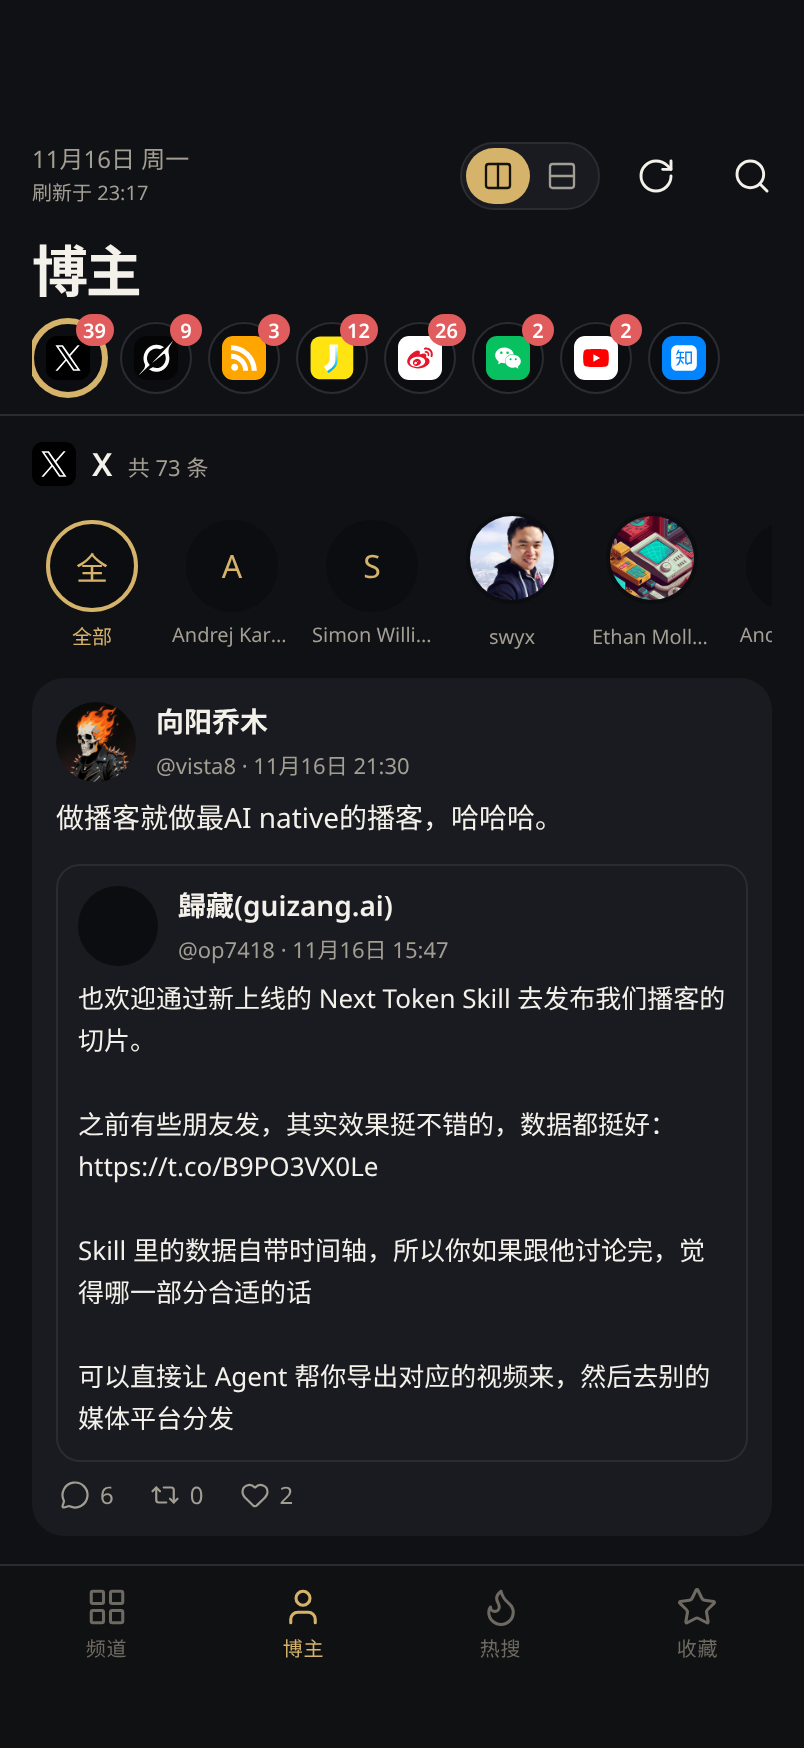 11月16日 周一
刷新于 23:17
博主
39
9
3
12
26
2
2
知
X 共 73 条
全
A
S
全部
Andrej Kar...
Simon Willi...
swyx
Ethan Moll...
Anc
向阳乔木
@vista8 · 11月16日 21:30
做播客就做最AI native的播客，哈哈哈。
歸藏(guizang.ai)
@op7418 · 11月16日 15:47
也欢迎通过新上线的 Next Token Skill 去发布我们播客的
切片。
之前有些朋友发，其实效果挺不错的，数据都挺好：
https://t.co/B9PO3VX0Le
Skill 里的数据自带时间轴，所以你如果跟他讨论完，觉
得哪一部分合适的话
可以直接让 Agent 帮你导出对应的视频来，然后去别的
媒体平台分发
6
0
2
频道
博主
热搜
收藏